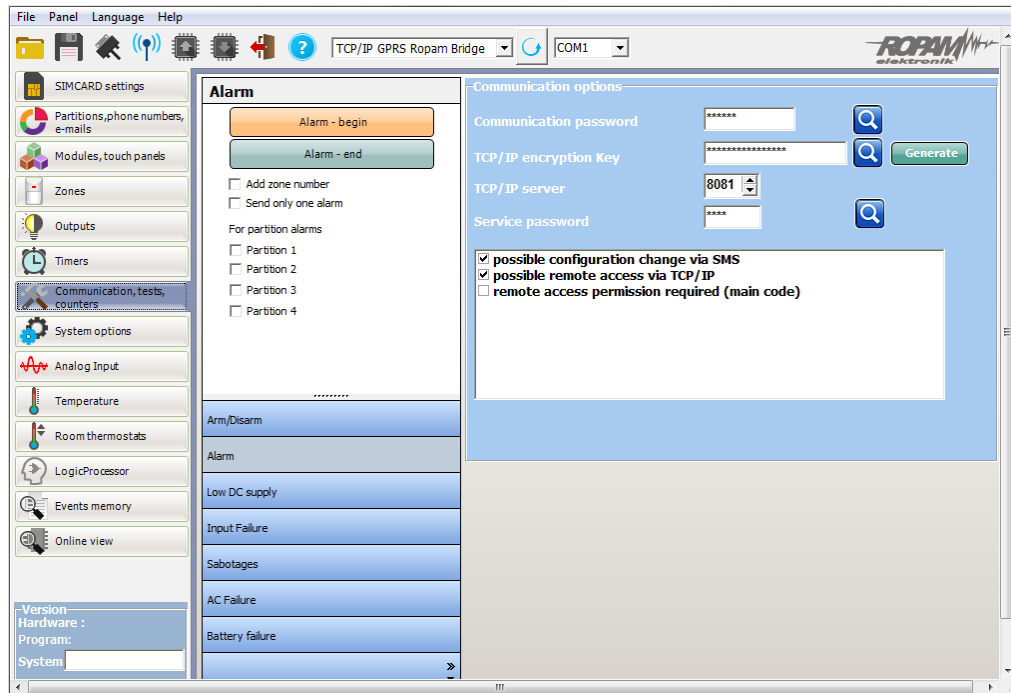 File Panel Language Help
TCP/IP GPRS Ropam Bridge
COM1
ROPAM
elektronik
SIMCARD settings
Partitions,phone numbers,
e-mails
Modules, touch panels
Zones
Outputs
Timers
Communication, tests,
counters
System options
Analog Input
Temperature
Room thermostats
LogicProcessor
Events memory
Online view
Version
Hardware :
Program:
System
Alarm
Alarm - begin
Alarm - end
Add zone number
Send only one alarm
For partition alarms
Partition 1
Partition 2
Partition 3
Partition 4
Arm/Disarm
Alarm
Low DC supply
Input Failure
Sabotages
AC Failure
Battery failure
»
Communication options
Communication password ******
TCP/IP encryption Key **************** Generate
TCP/IP server 8081
Service password ****
possible configuration change via SMS
possible remote access via TCP/IP
remote access permission required (main code)